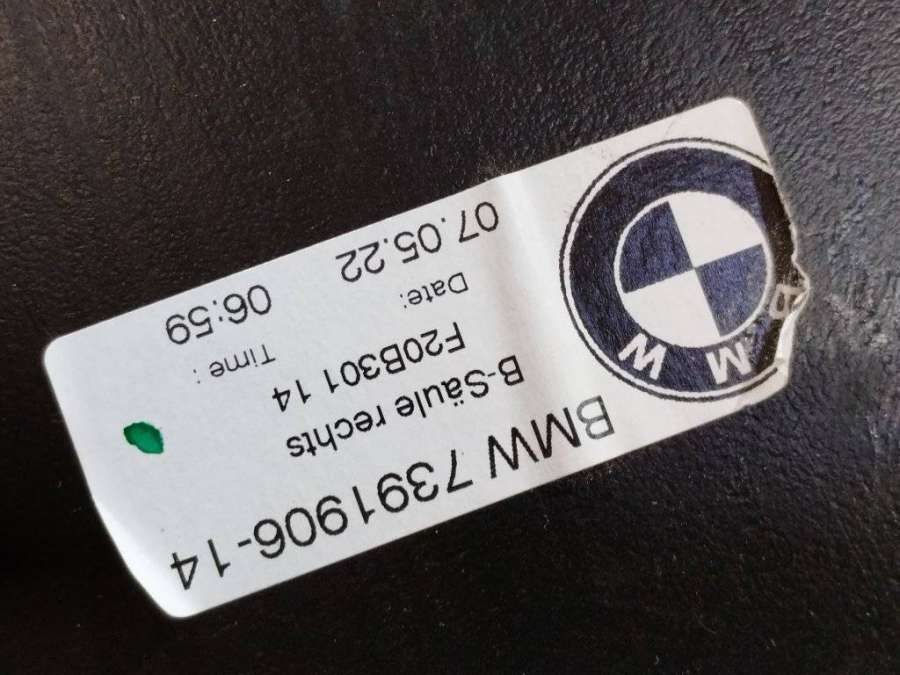 BMW
BMW 7391906-14
B-Säule rechts
F20B301 14
Date: Time :
07.05.22 06:59